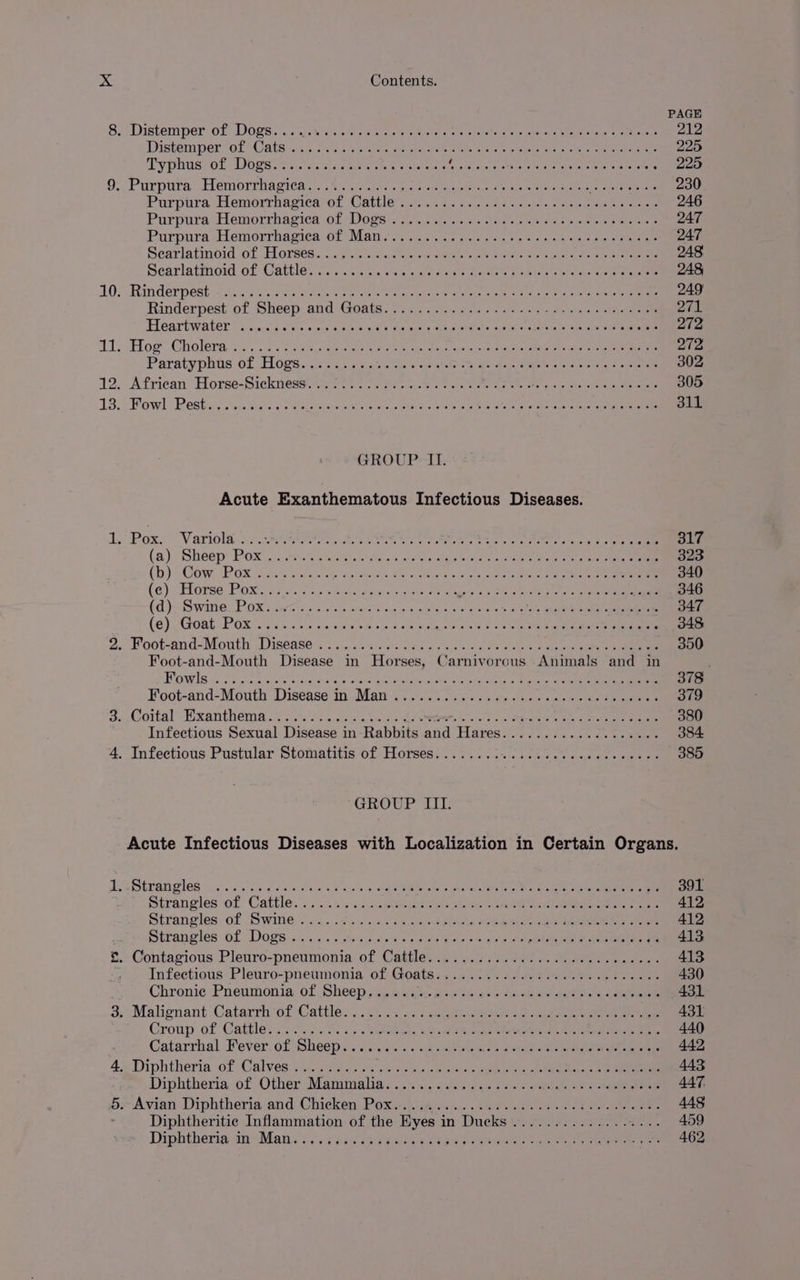 X Contents.
PAGE
8. Distemper of Dogs........ 212
Distemper of Cats........ 225
Typhus of Dogs........ 225
9. Purpura Hemorrhagica........ 230
Purpura Hemorrhagica of Cattle........ 246
Purpura Hemorrhagica of Dogs........ 247
Purpura Hemorrhagica of Man........ 247
Scarlatinoid of Horses........ 248
Scarlatinoid of Cattle........ 248
10. Rinderpest........ 249
Rinderpest of Sheep and Goats........ 271
Heartwater........ 272
11. Hog Cholera........ 272
Paratyphus of Hogs........ 302
12. African Horse-Sickness........ 305
13. Fowl Pest........ 311
GROUP II.
Acute Exanthematous Infectious Diseases.
1. Pox. Variola........ 317
(a) Sheep Pox........ 323
(b) Cow Pox........ 340
(c) Horse Pox........ 346
(d) Swine Pox........ 347
(e) Goat Pox........ 348
2. Foot-and-Mouth Disease........ 350
Foot-and-Mouth Disease in Horses, Carnivorous Animals and in
Fowls........ 378
Foot-and-Mouth Disease in Man........ 379
3. Coital Exanthema........ 380
Infectious Sexual Disease in Rabbits and Hares........ 384
4. Infectious Pustular Stomatitis of Horses........ 385
GROUP III.
Acute Infectious Diseases with Localization in Certain Organs.
1. Strangles........ 391
Strangles of Cattle........ 412
Strangles of Swine........ 412
Strangles of Dogs........ 413
2. Contagious Pleuro-pneumonia of Cattle........ 413
Infectious Pleuro-pneumonia of Goats........ 430
Chronic Pneumonia of Sheep........ 431
3. Malignant Catarrh of Cattle........ 431
Croup of Cattle........ 440
Catarrhal Fever of Sheep........ 442
4. Diphtheria of Calves........ 443
Diphtheria of Other Mammalia........ 447
5. Avian Diphtheria and Chicken Pox........ 448
Diphtheritic Inflammation of the Eyes in Ducks........ 459
Diphtheria in Man........ 462